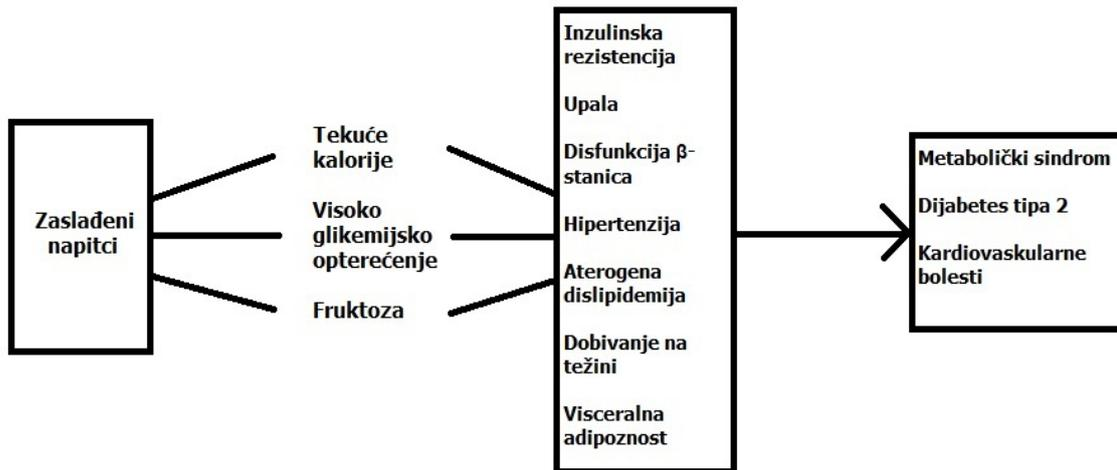 Zaslađeni
napitci
Tekuće
kalorije
Visoko
glikemijsko
opterećenje
Fruktoza
Inzulinska
rezistencija
Upala
Disfunkcija β-
stanica
Hipertenzija
Aterogena
dislipidemija
Dobivanje na
težini
Visceralna
adipoznost
Metabolički sindrom
Dijabetes tipa 2
Kardiovaskularne
bolesti